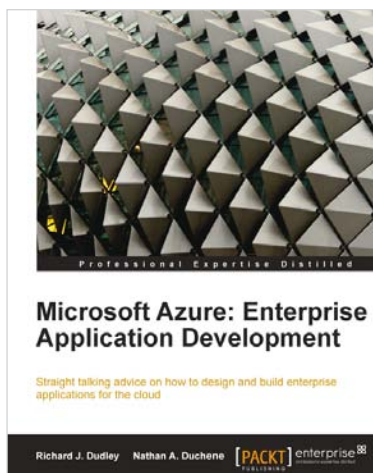 Professional Expertise Distilled
Microsoft Azure: Enterprise
Application Development
Straight talking advice on how to design and build enterprise
applications for the cloud
Richard J. Dudley Nathan A. Duchene [PACKT] enterprise
PUBLISHING